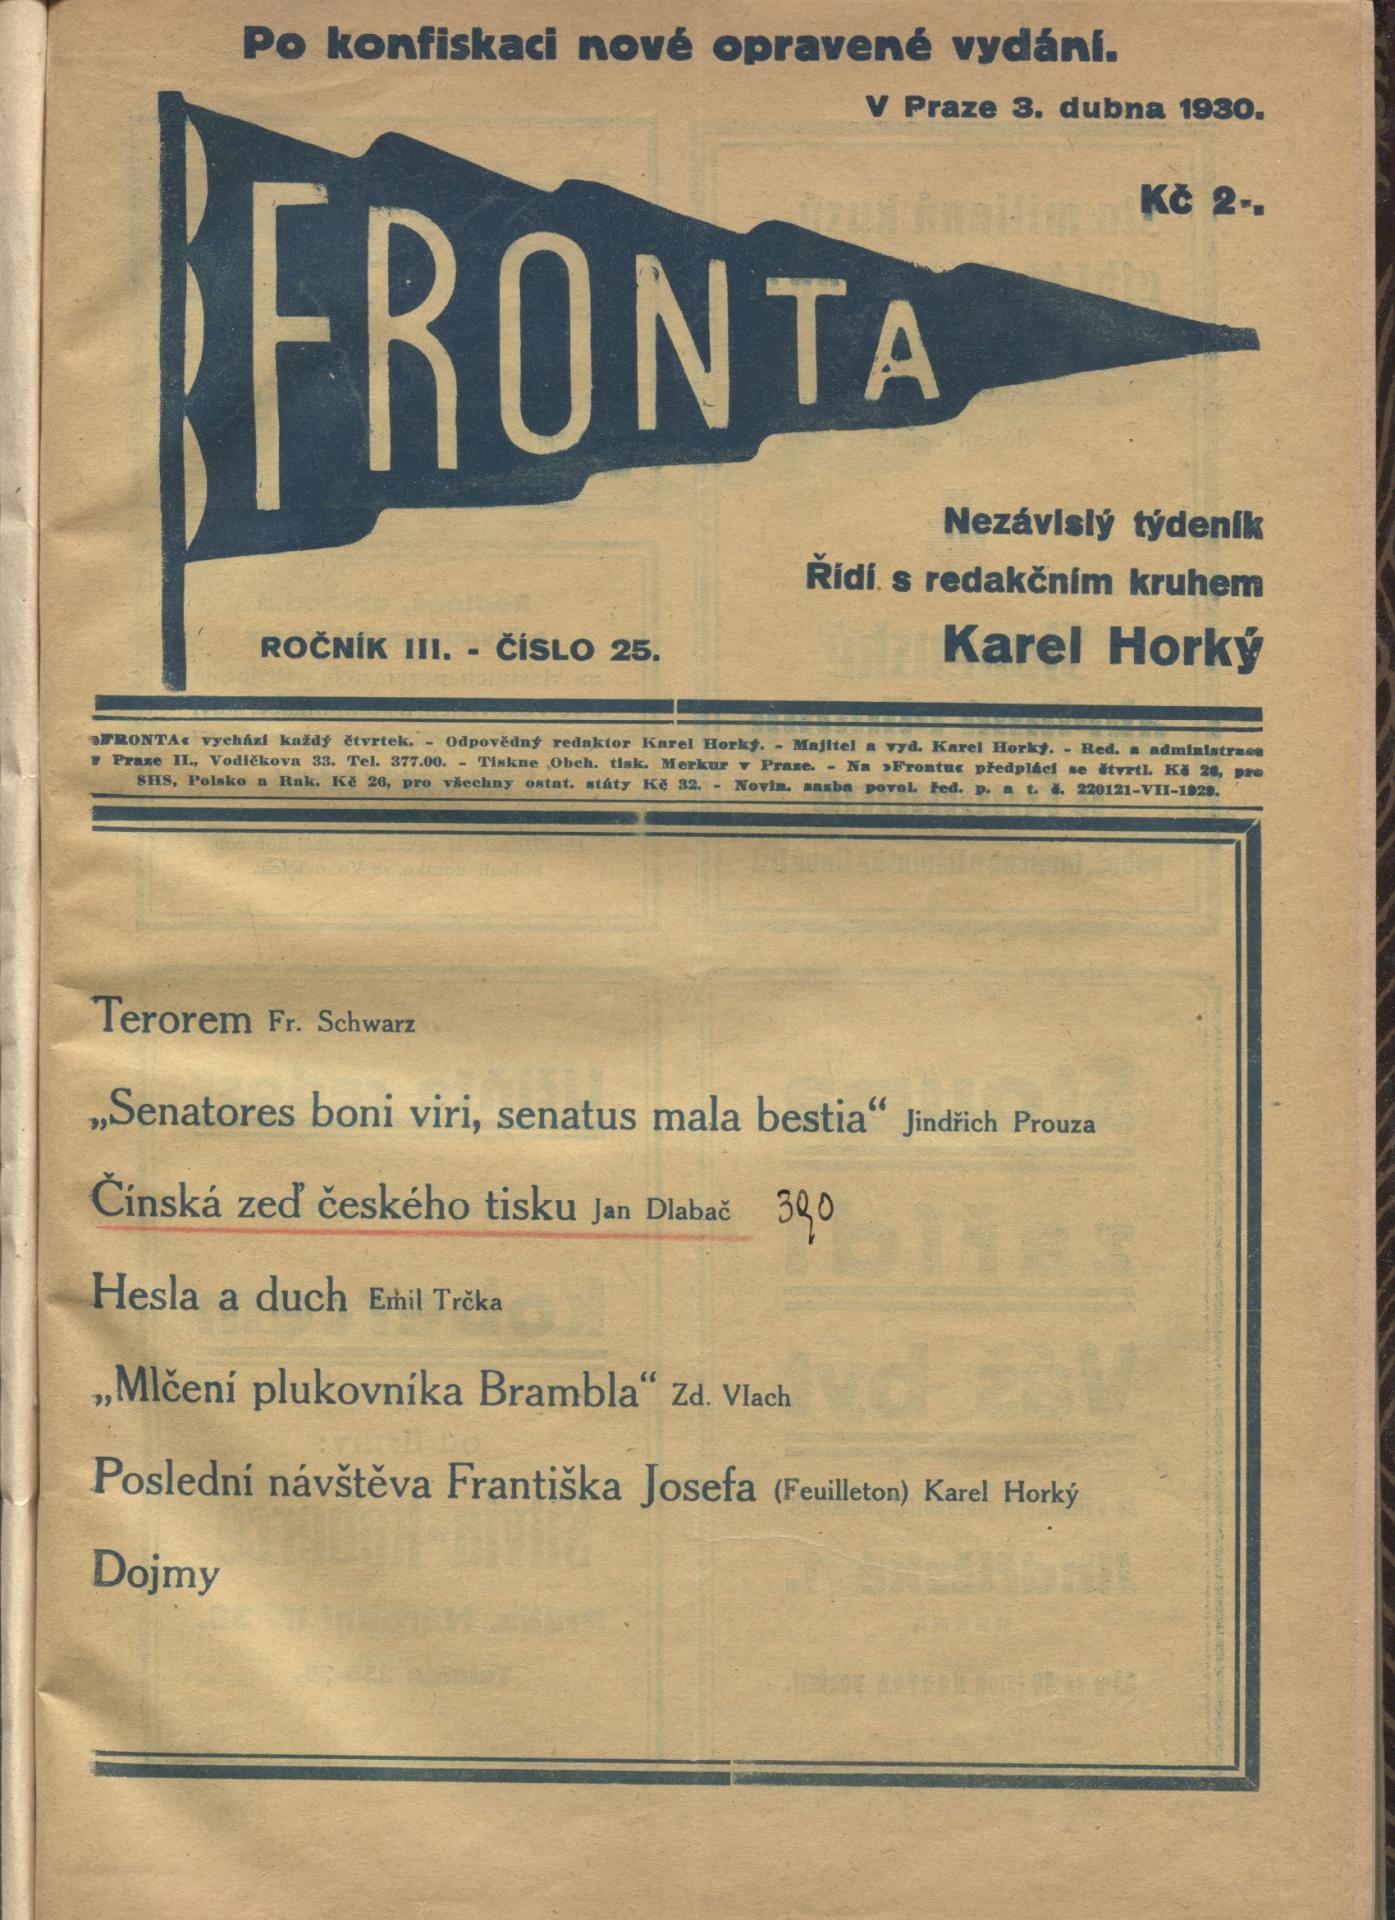 Po konfiskaci nové opravené vydání.
V Praze 3. dubna 1930.
Kč 2-.
FRONTA
Nezávislý týdeník
Řídí s redakčním kruhem
Karel Horký
ROČNÍK III. - ČÍSLO 25.
»FRONTA« vychází každý čtvrtek. - Odpovědný redaktor Karel Horký. - Majitel a vyd. Karel Horký. - Red. a administrace
v Praze II., Vodičkova 33. Tel. 377.00. - Tiskne Obch. tisk. Merkur v Praze. - Na »Frontu« předplácí se čtvrtl. Kč 26, pro
SHS, Polsko a Rak. Kč 26, pro všechny ostat. státy Kč 32. - Novin. sazba povol. řed. p. a t. č. 220121-VII-1929.
Terorem Fr. Schwarz
„Senatores boni viri, senatus mala bestia“ Jindřich Prouza
Čínská zeď českého tisku Jan Dlabač 390
Hesla a duch Emil Trčka
„Mlčení plukovníka Brambla“ Zd. Vlach
Poslední návštěva Františka Josefa (Feuilleton) Karel Horký
Dojmy